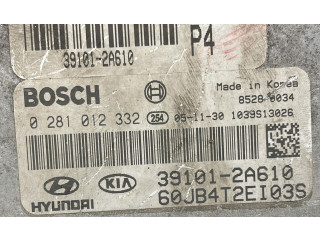 39101-2A610
P4
BOSCH
Made in Korea
8528 0034
0 281 012 332 254 05-11-30 1039S13026
39101-2A610
HYUNDAI KIA
60JB4T2EI03S